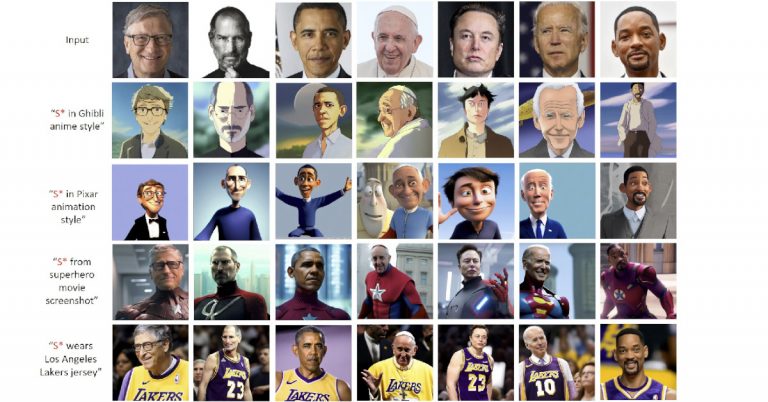 Input
"S* in Ghibli
anime style"
"S* in Pixar
animation
style"
"S* from
superhero
movie
screenshot"
"S* wears
Los Angeles
Lakers jersey"
LAKERS
23
LAKERS
LAKERS
23
LAKERS
10